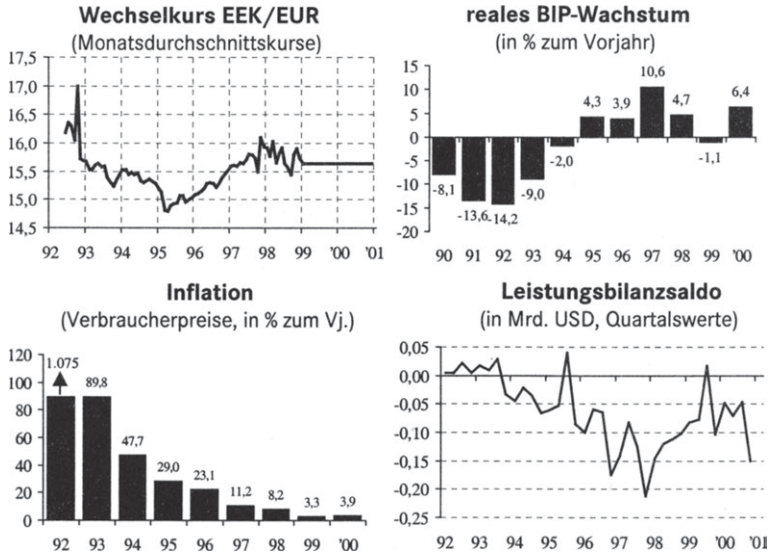 Wechselkurs EEK/EUR
(Monatsdurchschnittskurse)
17,5
17,0
16,5
16,0
15,5
15,0
14,5
92 93 94 95 96 97 98 99 '00 '01
reales BIP-Wachstum
(in % zum Vorjahr)
15
10
5
0
-5
-10
-15
-20
-8,1 -13,6 -14,2 -9,0 -2,0 4,3 3,9 10,6 4,7 -1,1 6,4
90 91 92 93 94 95 96 97 98 99 '00
Inflation
(Verbraucherpreise, in % zum Vj.)
120
100
80
60
40
20
0
1.075 89,8 47,7 29,0 23,1 11,2 8,2 3,3 3,9
92 93 94 95 96 97 98 99 '00
Leistungsbilanzsaldo
(in Mrd. USD, Quartalswerte)
0,05
0,00
-0,05
-0,10
-0,15
-0,20
-0,25
92 93 94 95 96 97 98 99 '00 '01